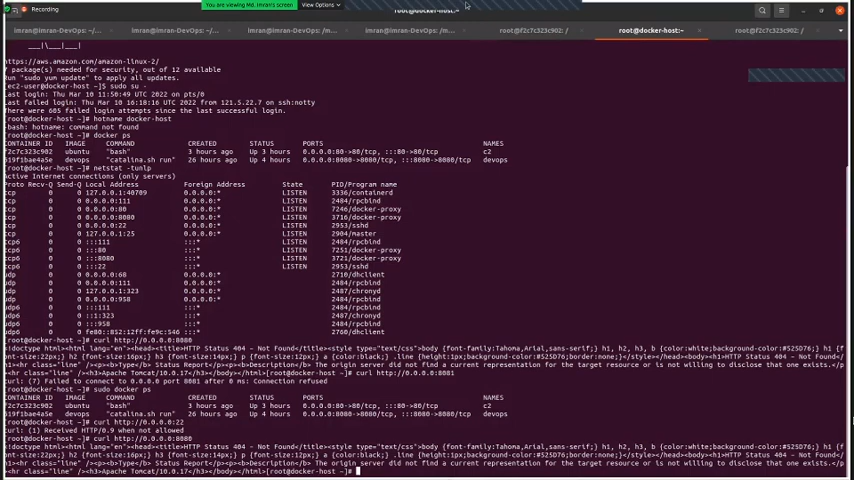 Recording
You are viewing Md. Imran's screen
View Options
root@docker-host:~
imran@Imran-DevOps: ~/...
imran@Imran-DevOps: ~/...
imran@Imran-DevOps: /m...
imran@Imran-DevOps: /m...
root@f2c7c323c902: /
root@docker-host:~
root@f2c7c323c902: /
___|\___|___|
https://aws.amazon.com/amazon-linux-2/
7 package(s) needed for security, out of 12 available
Run "sudo yum update" to apply all updates.
[ec2-user@docker-host ~]$ sudo su -
Last login: Thu Mar 10 11:50:49 UTC 2022 on pts/0
Last failed login: Thu Mar 10 16:18:16 UTC 2022 from 121.5.22.7 on ssh:notty
There were 605 failed login attempts since the last successful login.
[root@docker-host ~]# hotname docker-host
-bash: hotname: command not found
[root@docker-host ~]# docker ps
CONTAINER ID IMAGE COMMAND CREATED STATUS PORTS NAMES
f2c7c323c902 ubuntu "bash" 3 hours ago Up 3 hours 0.0.0.0:80->80/tcp, :::80->80/tcp c2
619f1bae4a5e devops "catalina.sh run" 26 hours ago Up 4 hours 0.0.0.0:8080->8080/tcp, :::8080->8080/tcp devops
[root@docker-host ~]# netstat -tunlp
Active Internet connections (only servers)
Proto Recv-Q Send-Q Local Address Foreign Address State PID/Program name
tcp 0 0 127.0.0.1:40709 0.0.0.0:* LISTEN 3336/containerd
tcp 0 0 0.0.0.0:111 0.0.0.0:* LISTEN 2484/rpcbind
tcp 0 0 0.0.0.0:80 0.0.0.0:* LISTEN 7246/docker-proxy
tcp 0 0 0.0.0.0:8080 0.0.0.0:* LISTEN 3716/docker-proxy
tcp 0 0 0.0.0.0:22 0.0.0.0:* LISTEN 2953/sshd
tcp 0 0 127.0.0.1:25 0.0.0.0:* LISTEN 2904/master
tcp6 0 0 :::111 :::* LISTEN 2484/rpcbind
tcp6 0 0 :::80 :::* LISTEN 7251/docker-proxy
tcp6 0 0 :::8080 :::* LISTEN 3721/docker-proxy
tcp6 0 0 :::22 :::* LISTEN 2953/sshd
udp 0 0 0.0.0.0:68 0.0.0.0:* 2710/dhclient
udp 0 0 0.0.0.0:111 0.0.0.0:* 2484/rpcbind
udp 0 0 127.0.0.1:323 0.0.0.0:* 2487/chronyd
udp 0 0 0.0.0.0:958 0.0.0.0:* 2484/rpcbind
udp6 0 0 :::111 :::* 2484/rpcbind
udp6 0 0 ::1:323 :::* 2487/chronyd
udp6 0 0 :::958 :::* 2484/rpcbind
udp6 0 0 fe80::852:12ff:fe9c:546 :::* 2760/dhclient
[root@docker-host ~]# curl http://0.0.0.0:8080
<!doctype html><html lang="en"><head><title>HTTP Status 404 – Not Found</title><style type="text/css">body {font-family:Tahoma,Arial,sans-serif;} h1, h2, h3, b {color:white;background-color:#525D76;} h1 {f
ont-size:22px;} h2 {font-size:16px;} h3 {font-size:14px;} p {font-size:12px;} a {color:black;} .line {height:1px;background-color:#525D76;border:none;}</style></head><body><h1>HTTP Status 404 – Not Found</h
1><hr class="line" /><p><b>Type</b> Status Report</p><p><b>Description</b> The origin server did not find a current representation for the target resource or is not willing to disclose that one exists.</p><
hr class="line" /><h3>Apache Tomcat/10.0.17</h3></body></html>[root@docker-host ~]# curl http://0.0.0.0:8081
curl: (7) Failed to connect to 0.0.0.0 port 8081 after 0 ms: Connection refused
[root@docker-host ~]# sudo docker ps
CONTAINER ID IMAGE COMMAND CREATED STATUS PORTS NAMES
f2c7c323c902 ubuntu "bash" 3 hours ago Up 3 hours 0.0.0.0:80->80/tcp, :::80->80/tcp c2
619f1bae4a5e devops "catalina.sh run" 26 hours ago Up 4 hours 0.0.0.0:8080->8080/tcp, :::8080->8080/tcp devops
[root@docker-host ~]# curl http://0.0.0.0:22
curl: (1) Received HTTP/0.9 when not allowed
[root@docker-host ~]# curl http://0.0.0.0:8080
<!doctype html><html lang="en"><head><title>HTTP Status 404 – Not Found</title><style type="text/css">body {font-family:Tahoma,Arial,sans-serif;} h1, h2, h3, b {color:white;background-color:#525D76;} h1 {f
ont-size:22px;} h2 {font-size:16px;} h3 {font-size:14px;} p {font-size:12px;} a {color:black;} .line {height:1px;background-color:#525D76;border:none;}</style></head><body><h1>HTTP Status 404 – Not Found</h
1><hr class="line" /><p><b>Type</b> Status Report</p><p><b>Description</b> The origin server did not find a current representation for the target resource or is not willing to disclose that one exists.</p><
hr class="line" /><h3>Apache Tomcat/10.0.17</h3></body></html>[root@docker-host ~]#